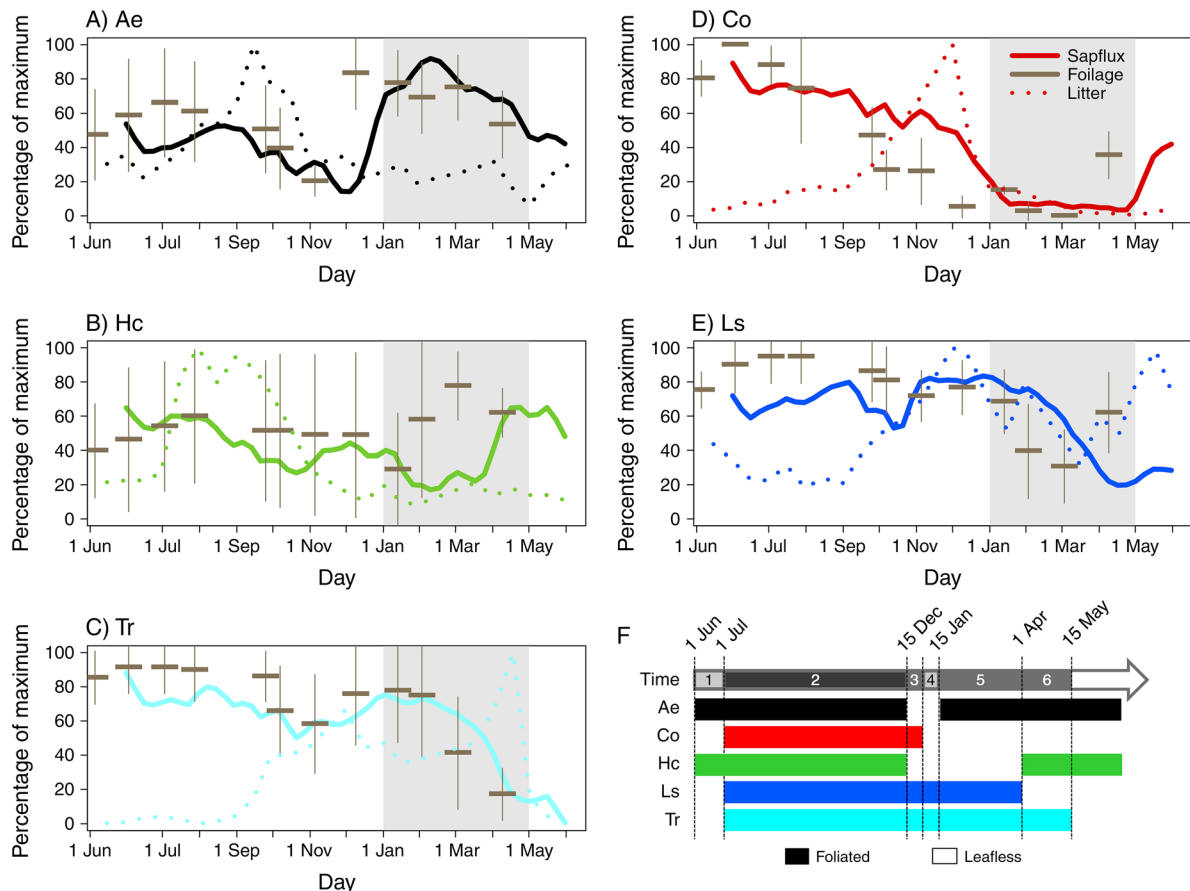 A) Ae
Percentage of maximum
100
80
60
40
20
0
1 Jun 1 Jul 1 Sep 1 Nov 1 Jan 1 Mar 1 May
Day
D) Co
Percentage of maximum
100
80
60
40
20
0
Sapflux
Foilage
Litter
1 Jun 1 Jul 1 Sep 1 Nov 1 Jan 1 Mar 1 May
Day
B) Hc
Percentage of maximum
100
80
60
40
20
0
1 Jun 1 Jul 1 Sep 1 Nov 1 Jan 1 Mar 1 May
Day
E) Ls
Percentage of maximum
100
80
60
40
20
0
1 Jun 1 Jul 1 Sep 1 Nov 1 Jan 1 Mar 1 May
Day
C) Tr
Percentage of maximum
100
80
60
40
20
0
1 Jun 1 Jul 1 Sep 1 Nov 1 Jan 1 Mar 1 May
Day
F
1 Jun 1 Jul 15 Dec 15 Jan 1 Apr 15 May
Time 1 2 3 4 5 6
Ae
Co
Hc
Ls
Tr
Foliated Leafless